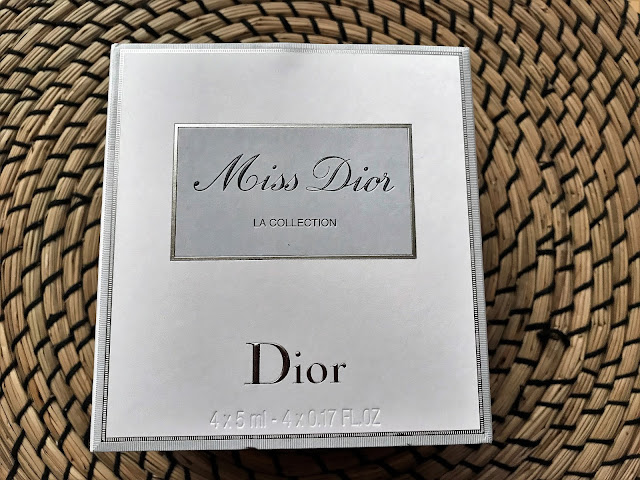 Miss Dior
LA COLLECTION
Dior
4 x 5 ml - 4 x 0.17 FL.OZ